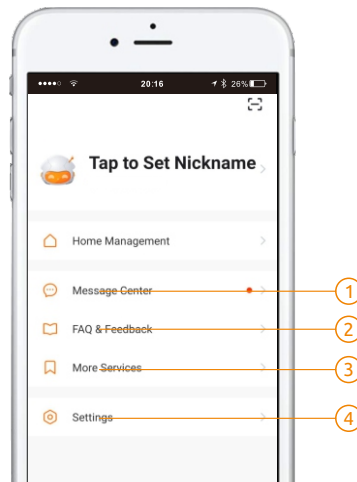 20:16
26%
Tap to Set Nickname
Home Management
Message Center
1
FAQ & Feedback
2
More Services
3
Settings
4